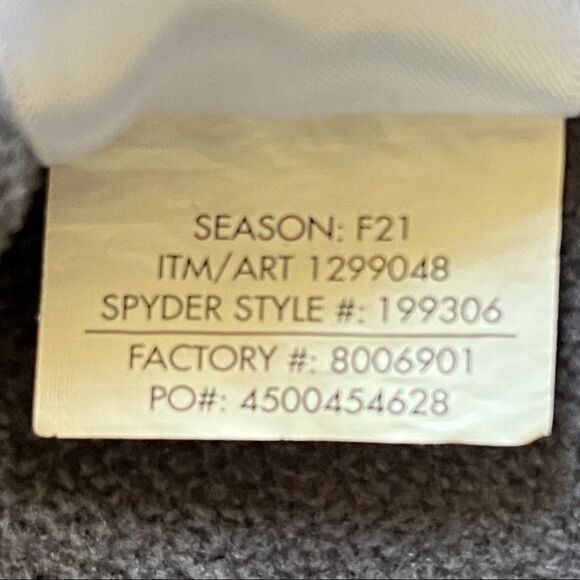 SEASON: F21
ITM/ART 1299048
SPYDER STYLE #: 199306
FACTORY #: 8006901
PO#: 4500454628